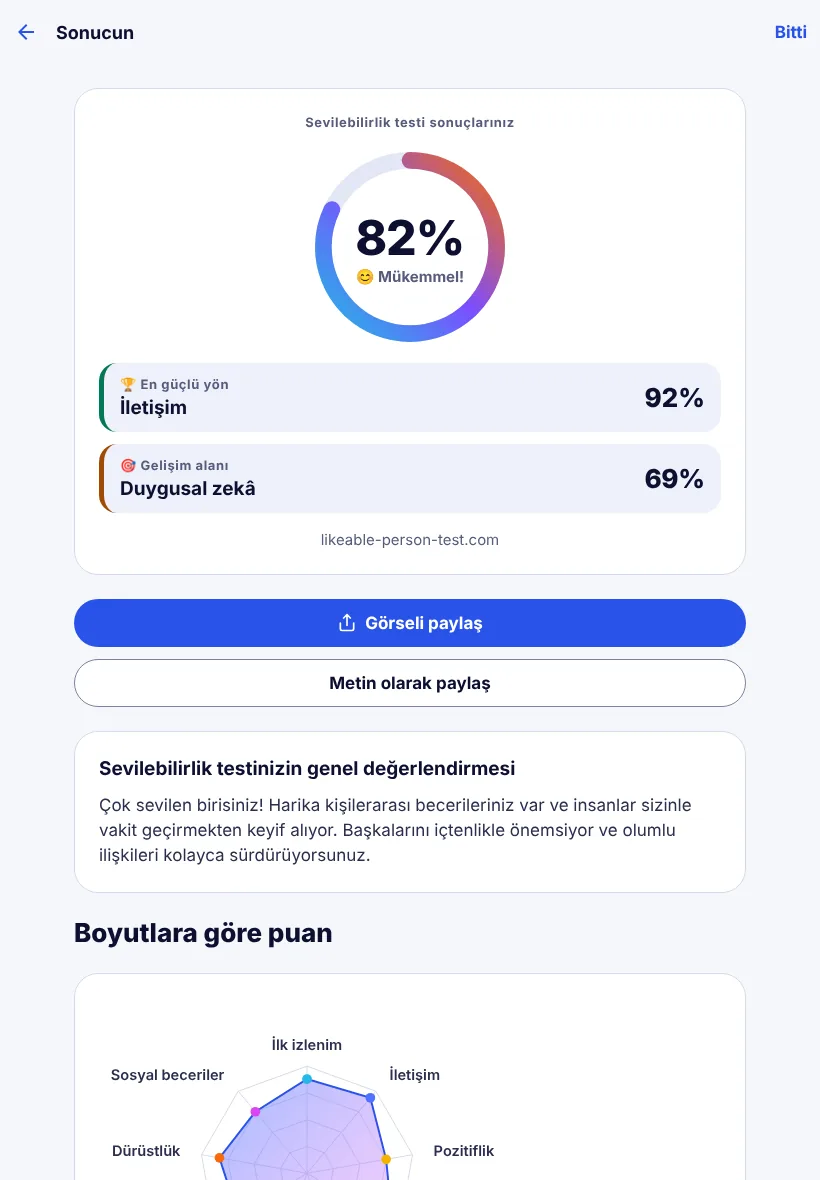 Sonucun
Bitti
Sevilebilirlik testi sonuçlarınız
82%
😊 Mükemmel!
🏆 En güçlü yön
İletişim
92%
🎯 Gelişim alanı
Duygusal zekâ
69%
likeable-person-test.com
Görseli paylaş
Metin olarak paylaş
Sevilebilirlik testinizin genel değerlendirmesi
Çok sevilen birisiniz! Harika kişilerarası becerileriniz var ve insanlar sizinle
vakit geçirmekten keyif alıyor. Başkalarını içtenlikle önemsiyor ve olumlu
ilişkileri kolayca sürdürüyorsunuz.
Boyutlara göre puan
İlk izlenim
Sosyal beceriler
İletişim
Dürüstlük
Pozitiflik